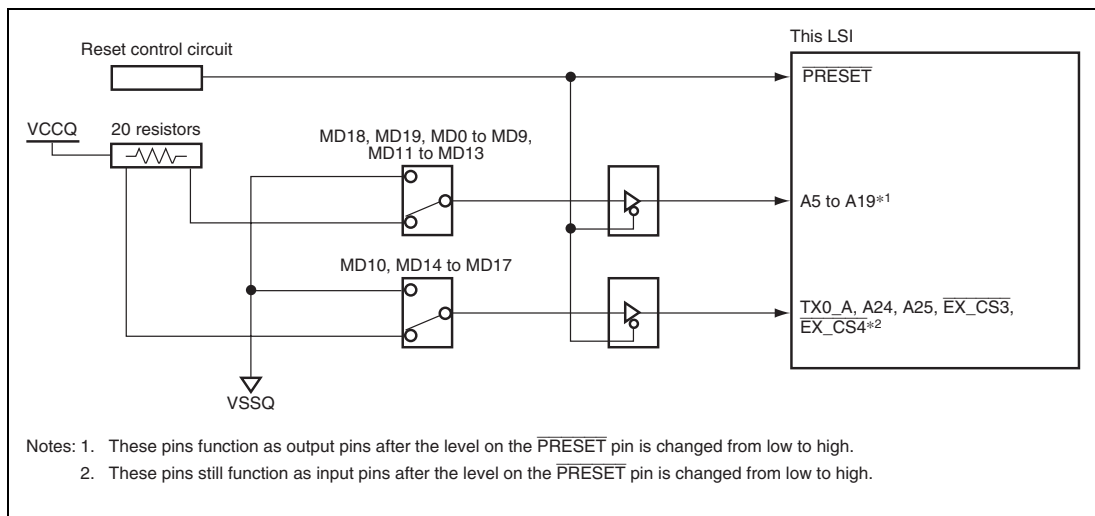 Reset control circuit
This LSI
PRESET
VCCQ
20 resistors
MD18, MD19, MD0 to MD9,
MD11 to MD13
A5 to A19*1
MD10, MD14 to MD17
TX0_A, A24, A25, EX_CS3,
EX_CS4*2
VSSQ
Notes: 1. These pins function as output pins after the level on the PRESET pin is changed from low to high.
2. These pins still function as input pins after the level on the PRESET pin is changed from low to high.